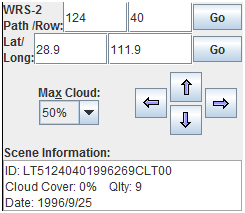 WRS-2
Path /Row: 124 40 Go
Lat/
Long: 28.9 111.9 Go
Max Cloud:
50%
Scene Information:
ID: LT51240401996269CLT00
Cloud Cover: 0% Qlty: 9
Date: 1996/9/25